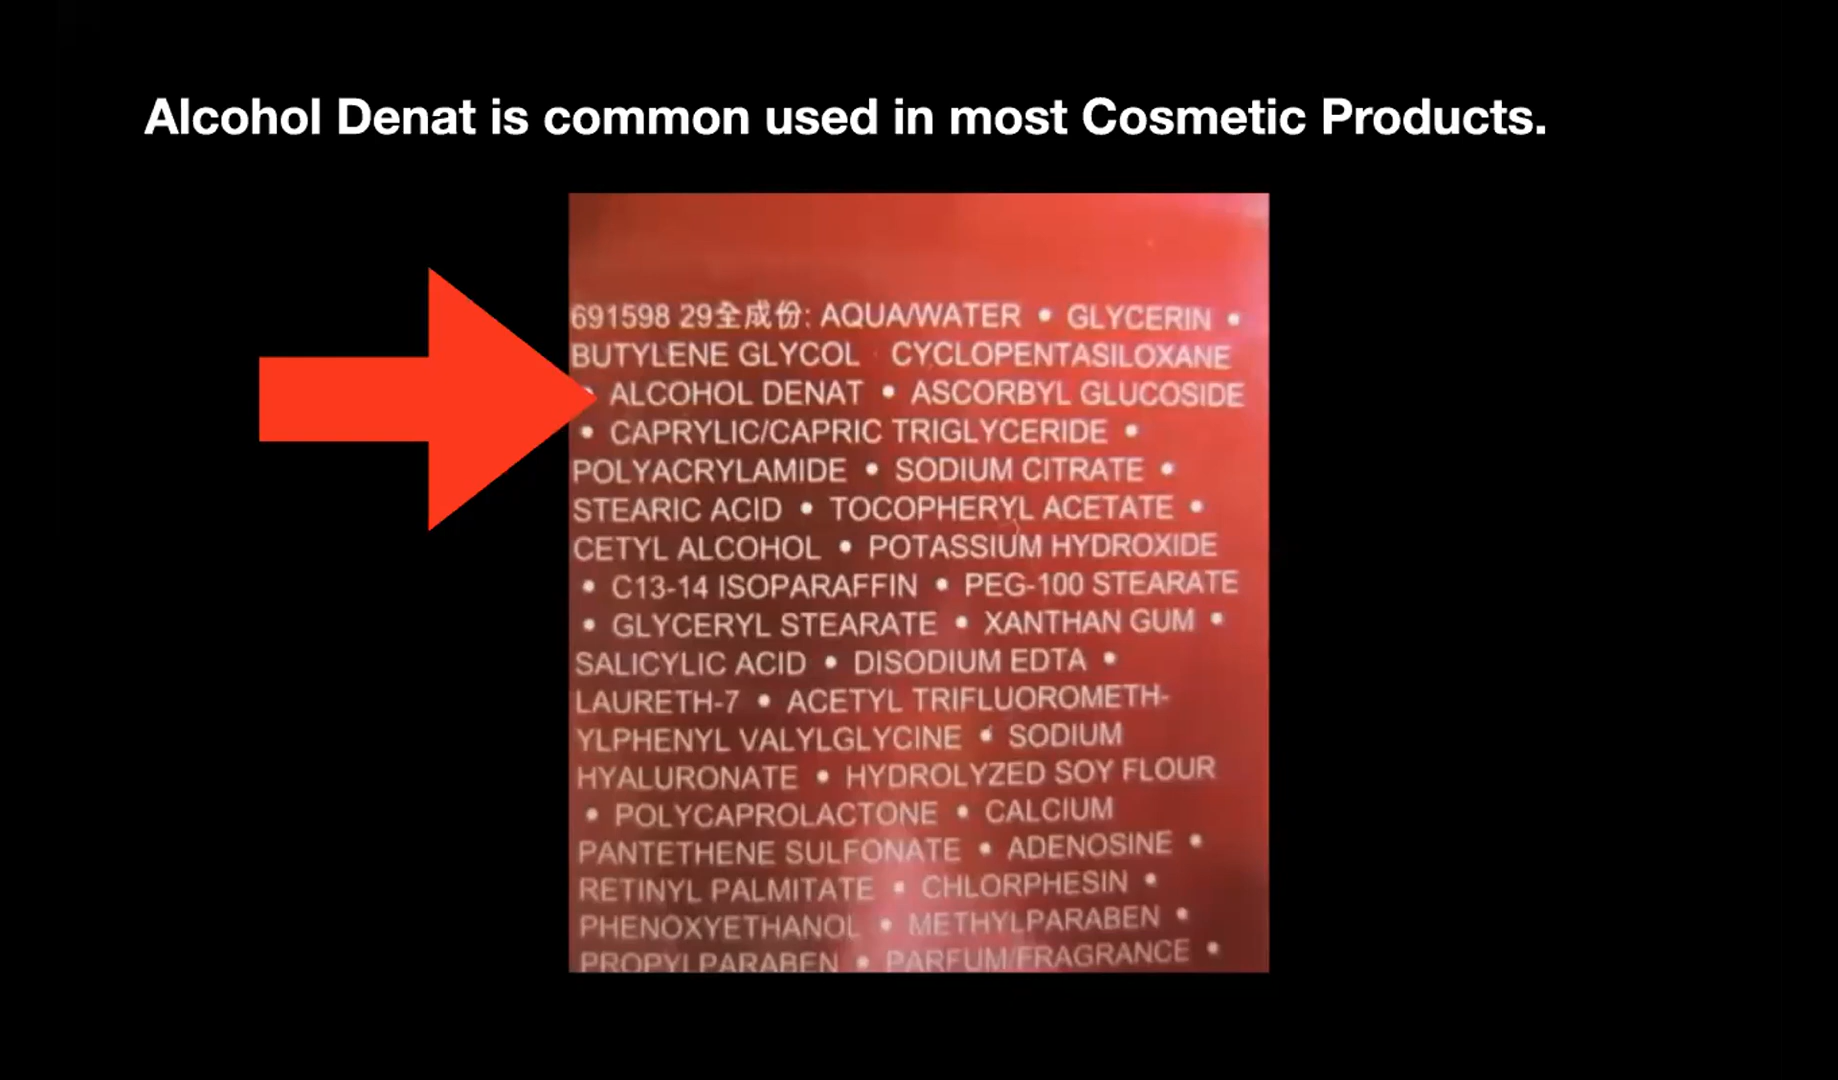 Alcohol Denat is common used in most Cosmetic Products.
691598 29全成份: AQUA/WATER • GLYCERIN •
BUTYLENE GLYCOL · CYCLOPENTASILOXANE
• ALCOHOL DENAT • ASCORBYL GLUCOSIDE
• CAPRYLIC/CAPRIC TRIGLYCERIDE •
POLYACRYLAMIDE • SODIUM CITRATE •
STEARIC ACID • TOCOPHERYL ACETATE •
CETYL ALCOHOL • POTASSIUM HYDROXIDE
• C13-14 ISOPARAFFIN • PEG-100 STEARATE
• GLYCERYL STEARATE • XANTHAN GUM •
SALICYLIC ACID • DISODIUM EDTA •
LAURETH-7 • ACETYL TRIFLUOROMETH-
YLPHENYL VALYLGLYCINE • SODIUM
HYALURONATE • HYDROLYZED SOY FLOUR
• POLYCAPROLACTONE • CALCIUM
PANTETHENE SULFONATE • ADENOSINE •
RETINYL PALMITATE • CHLORPHESIN •
PHENOXYETHANOL • METHYLPARABEN •
PROPYLPARABEN • PARFUM/FRAGRANCE •